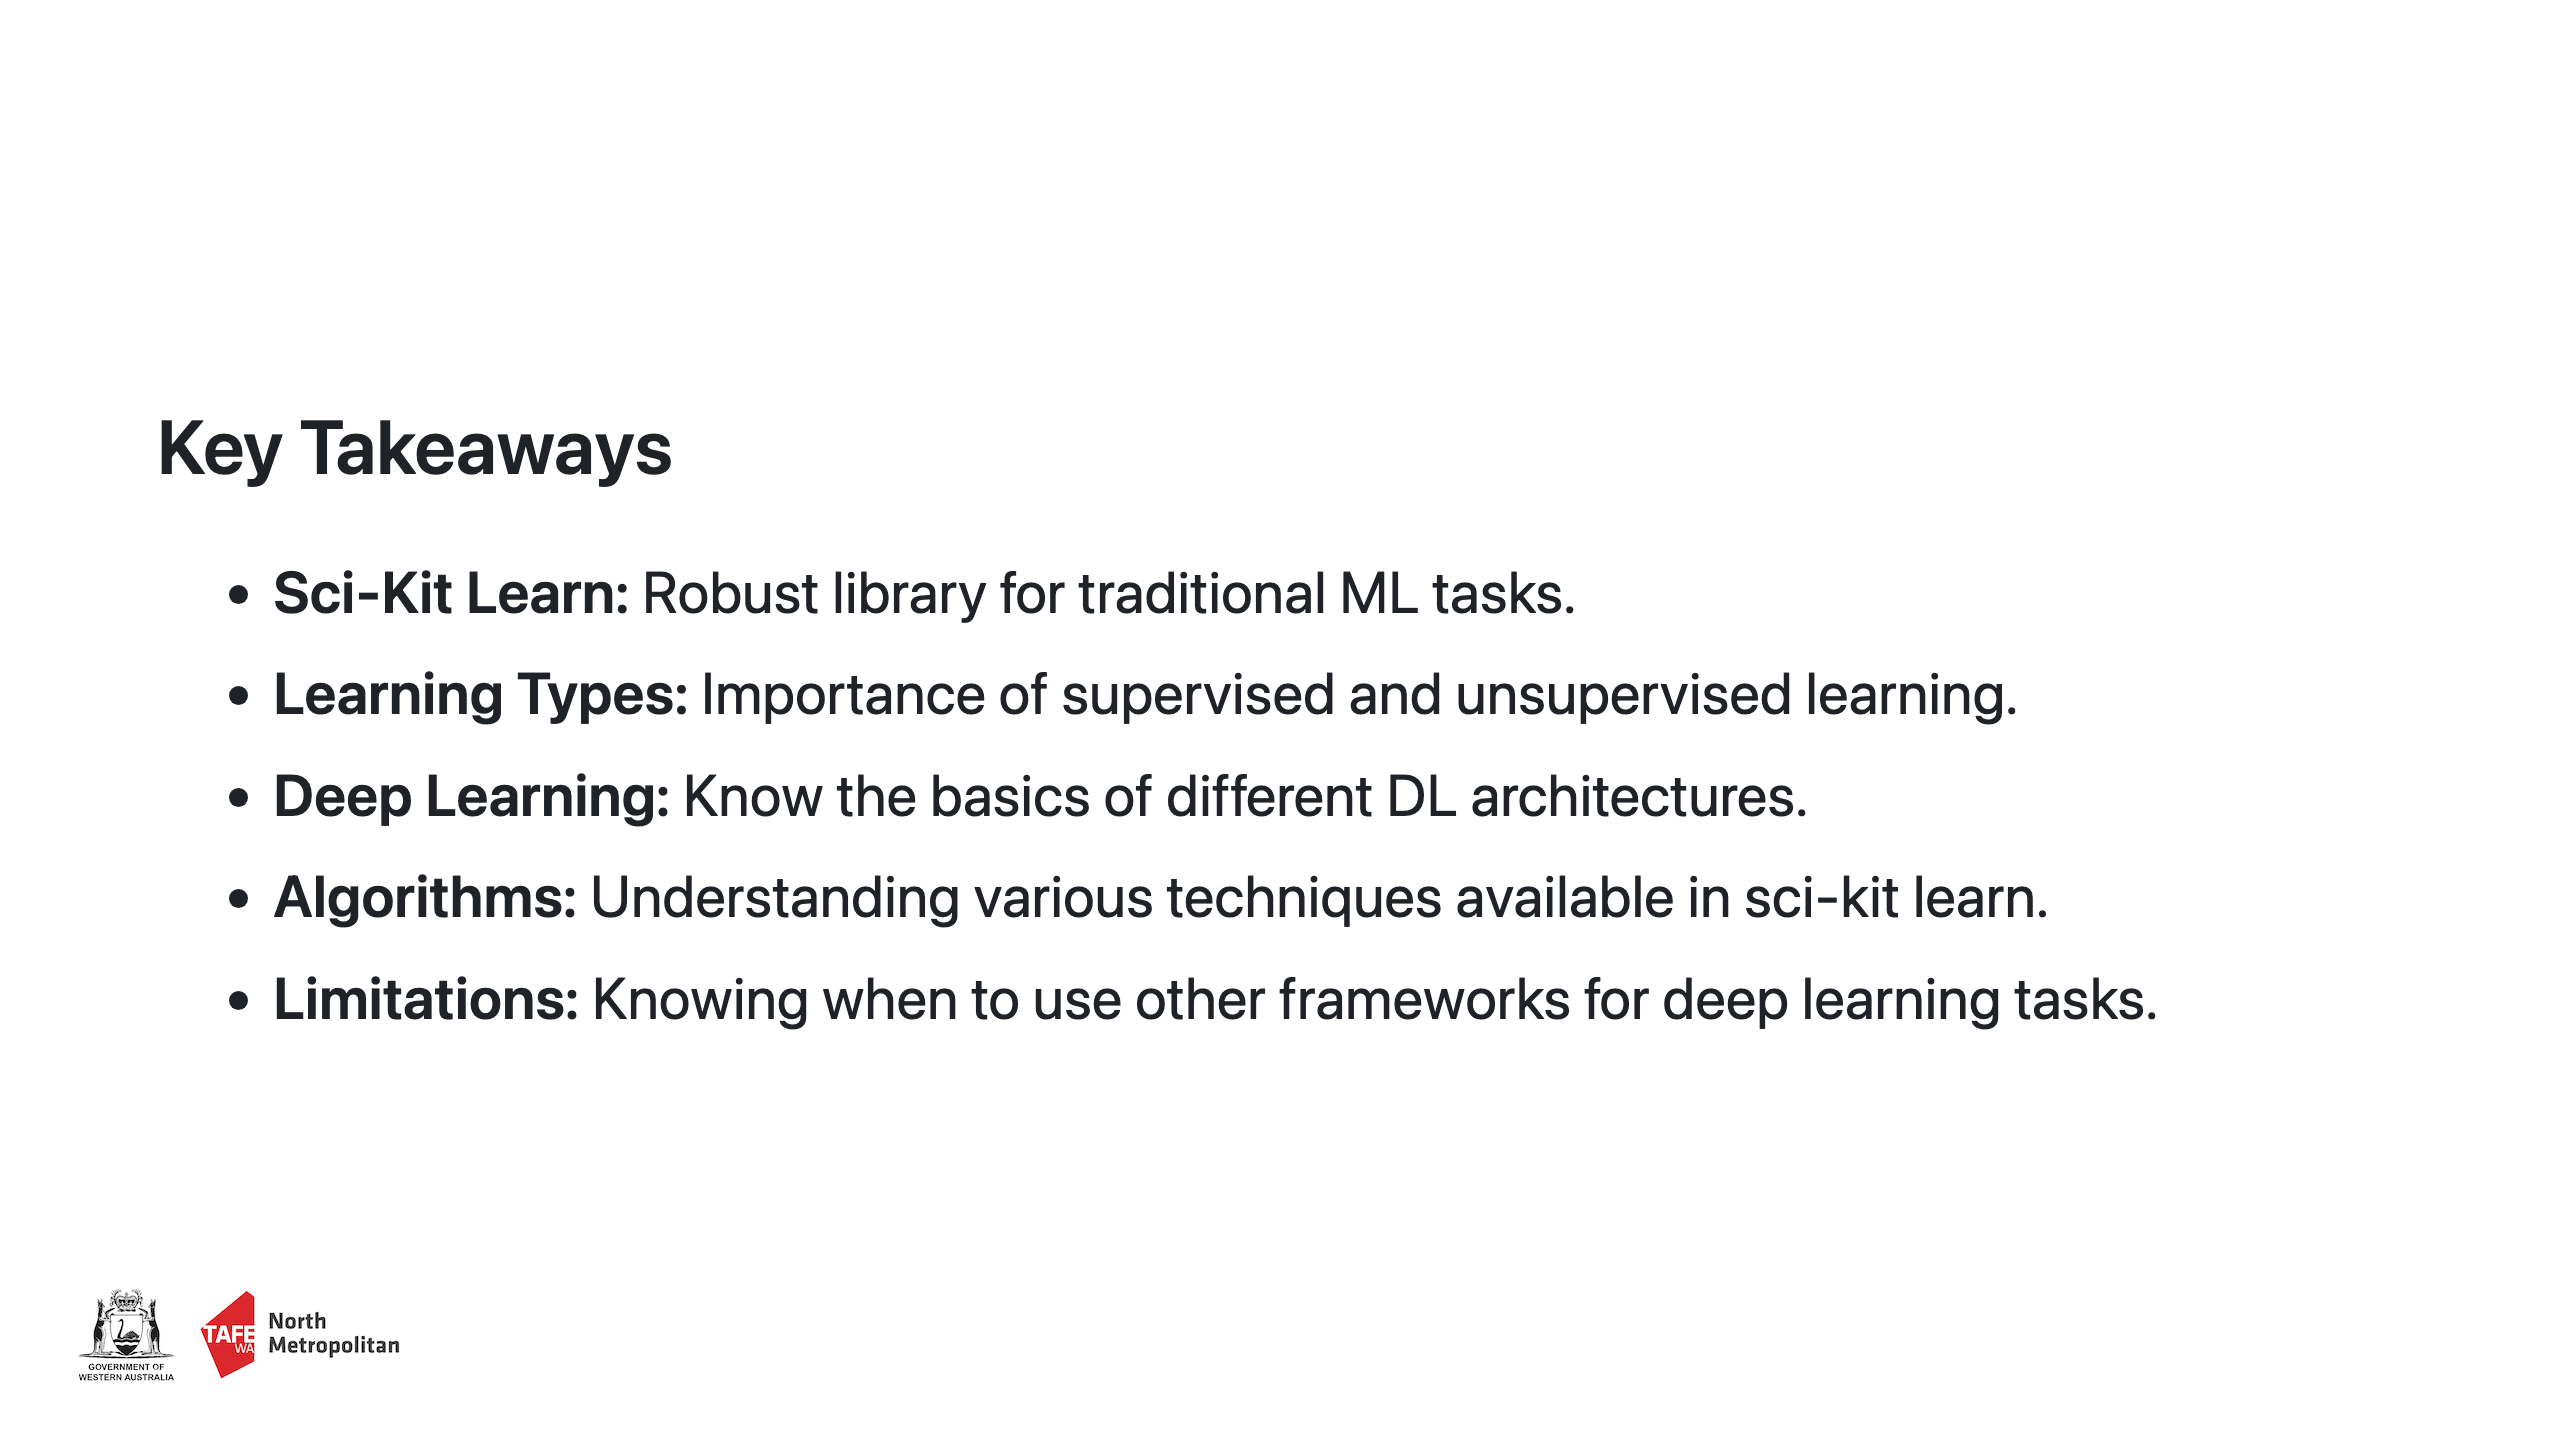 Key Takeaways
• Sci-Kit Learn: Robust library for traditional ML tasks.
• Learning Types: Importance of supervised and unsupervised learning.
• Deep Learning: Know the basics of different DL architectures.
• Algorithms: Understanding various techniques available in sci-kit learn.
• Limitations: Knowing when to use other frameworks for deep learning tasks.
GOVERNMENT OF
WESTERN AUSTRALIA
TAFE
WA
North
Metropolitan